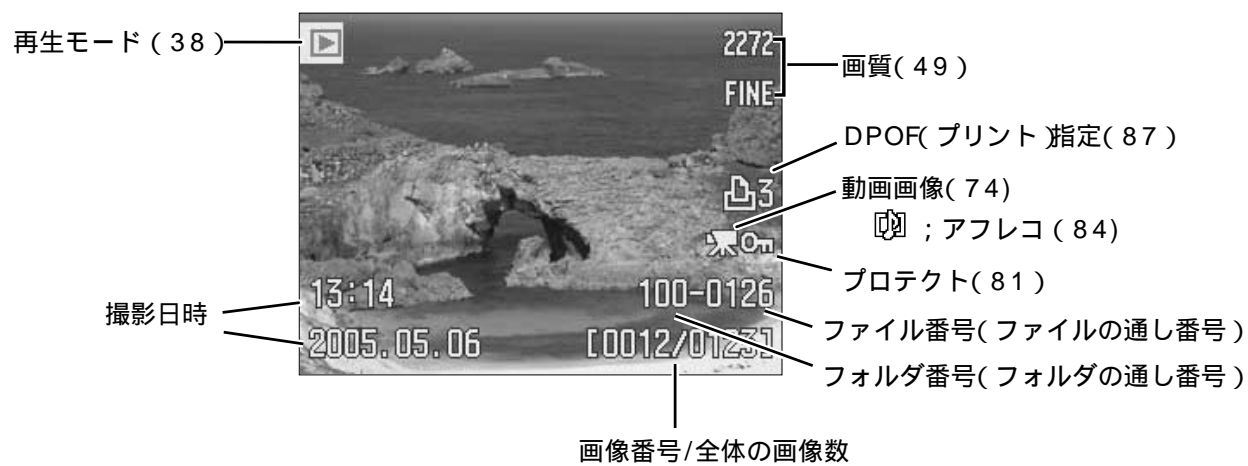 再生モード(38)
2272
FINE
画質(49)
DPOF(プリント)指定(87)
3
動画画像(74)
;アフレコ(84)
プロテクト(81)
13:14
100-0126
撮影日時
ファイル番号(ファイルの通し番号)
2005.05.06
[0012/0123]
フォルダ番号(フォルダの通し番号)
画像番号/全体の画像数